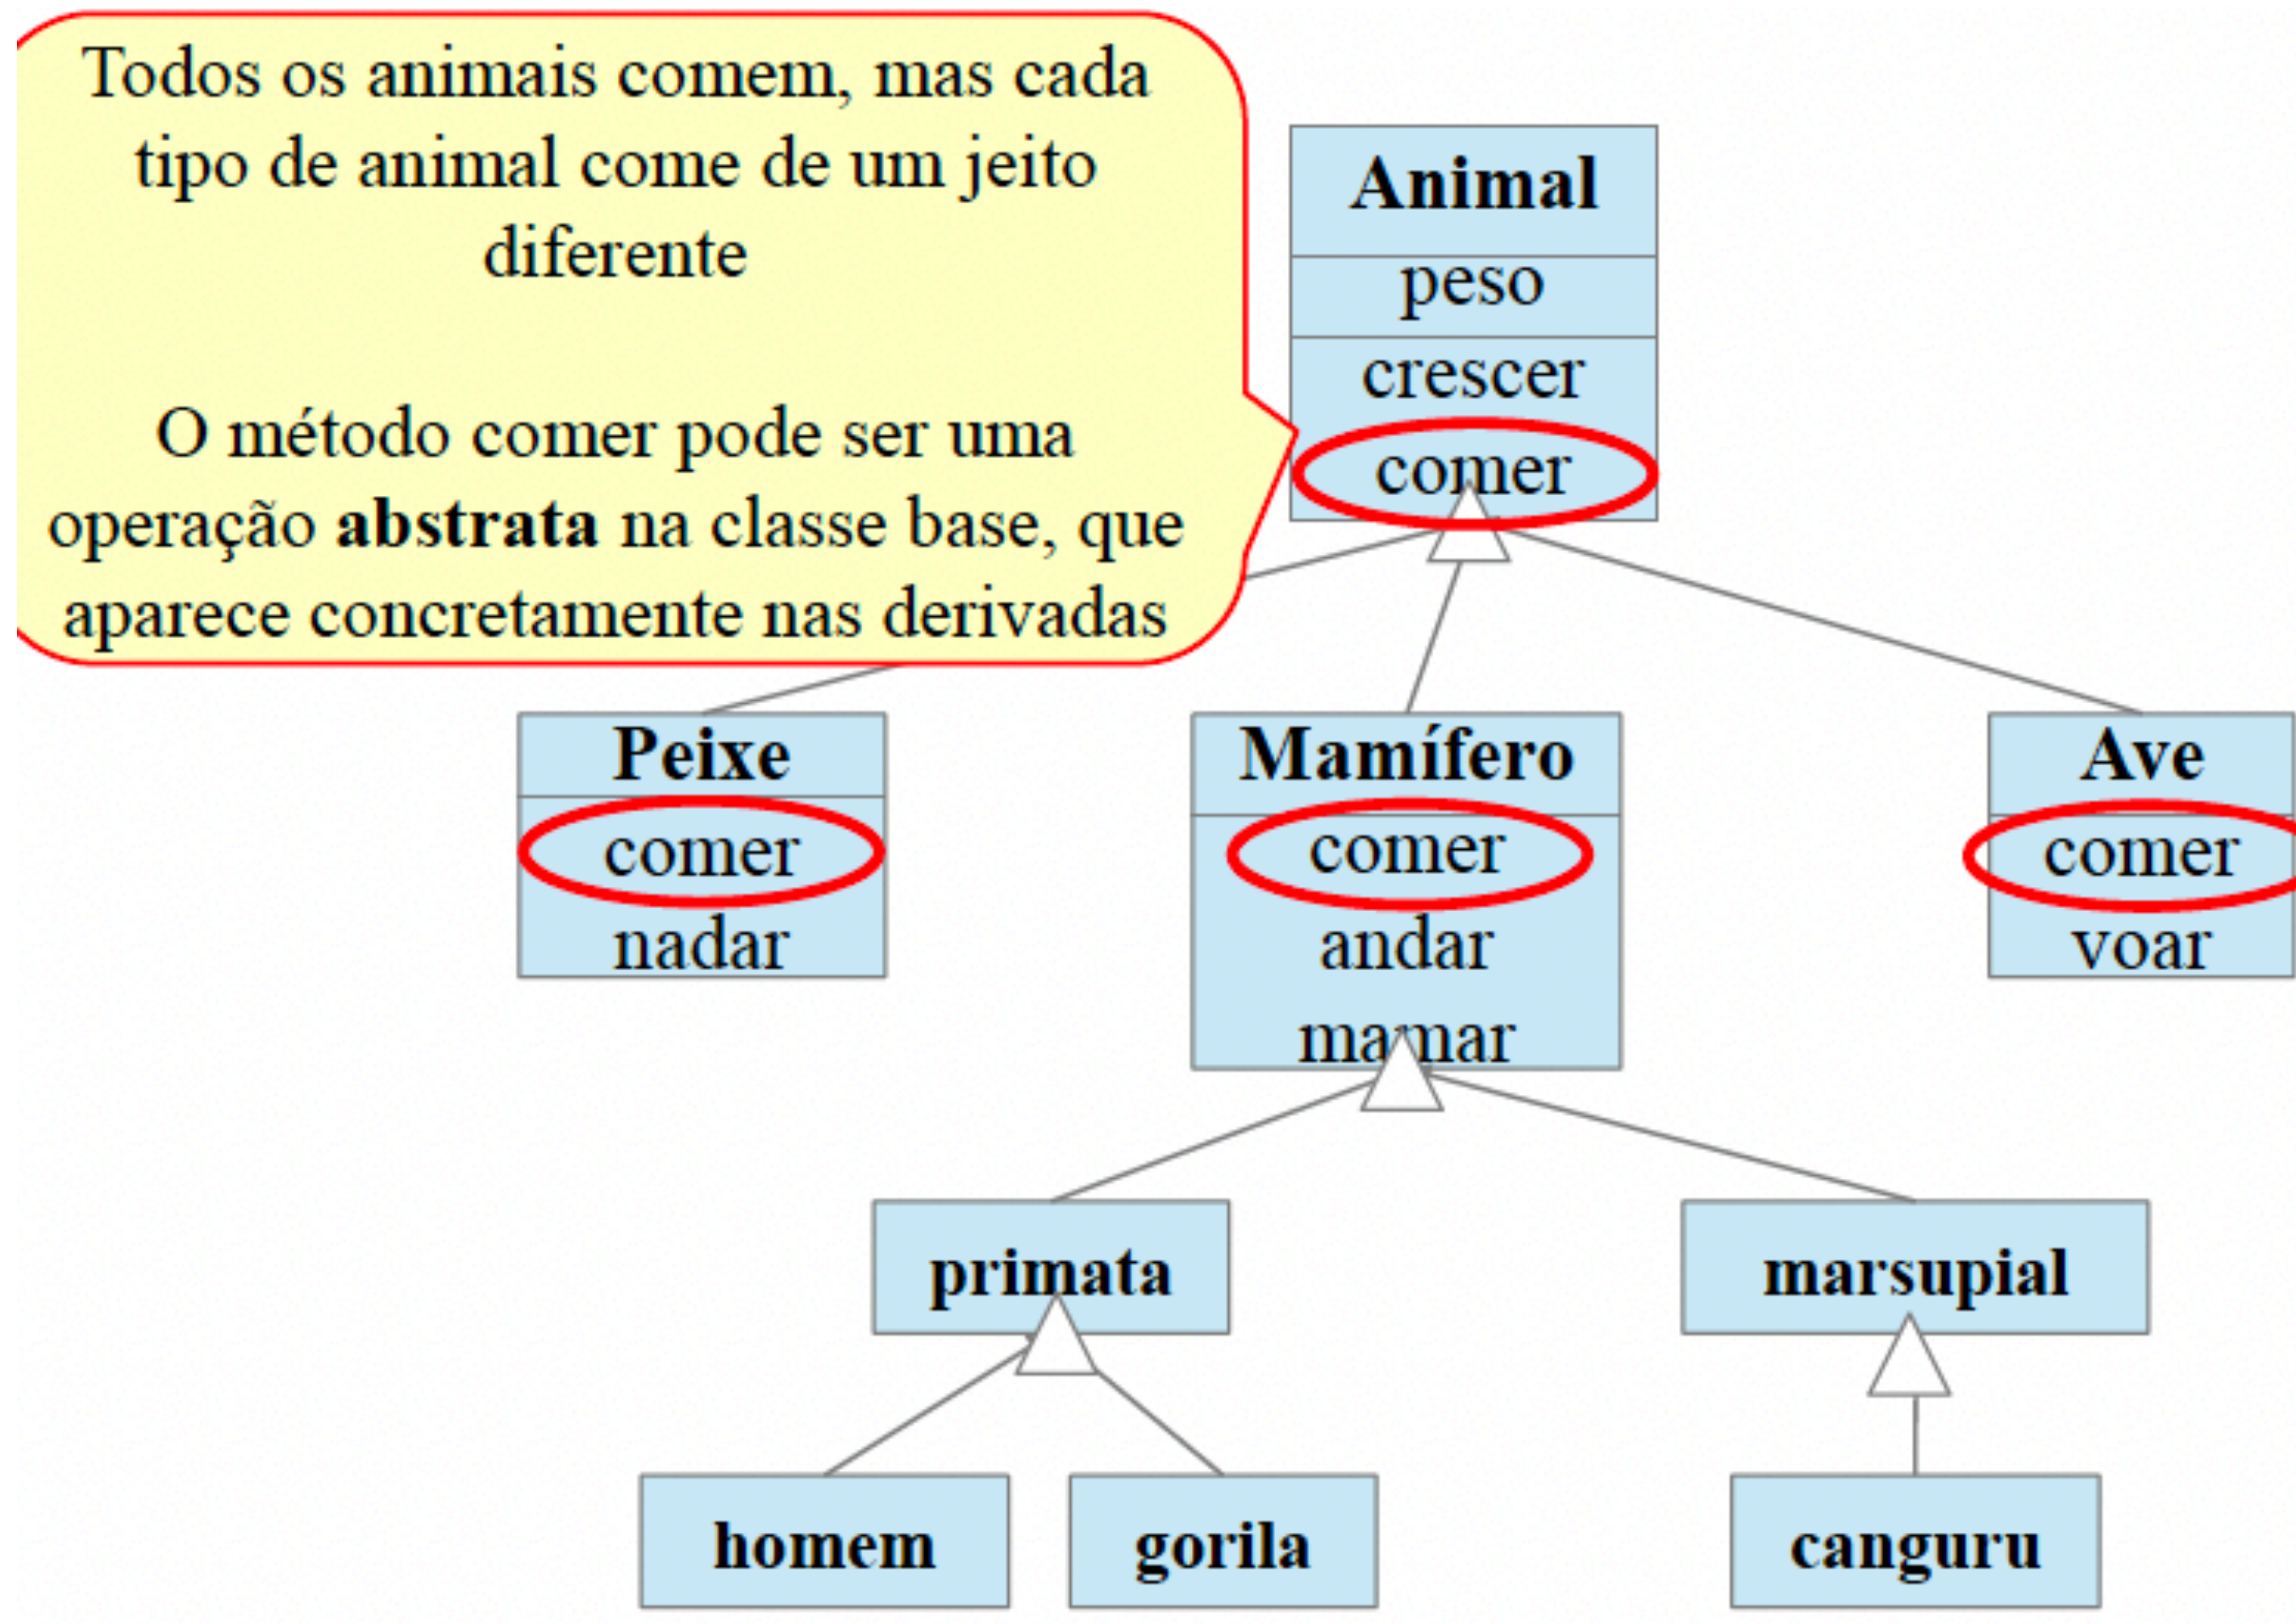 Todos os animais comem, mas cada
tipo de animal come de um jeito
diferente
O método comer pode ser uma
operação abstrata na classe base, que
aparece concretamente nas derivadas
Animal
peso
crescer
comer
Peixe
comer
nadar
Mamífero
comer
andar
mamar
Ave
comer
voar
primata
marsupial
homem
gorila
canguru